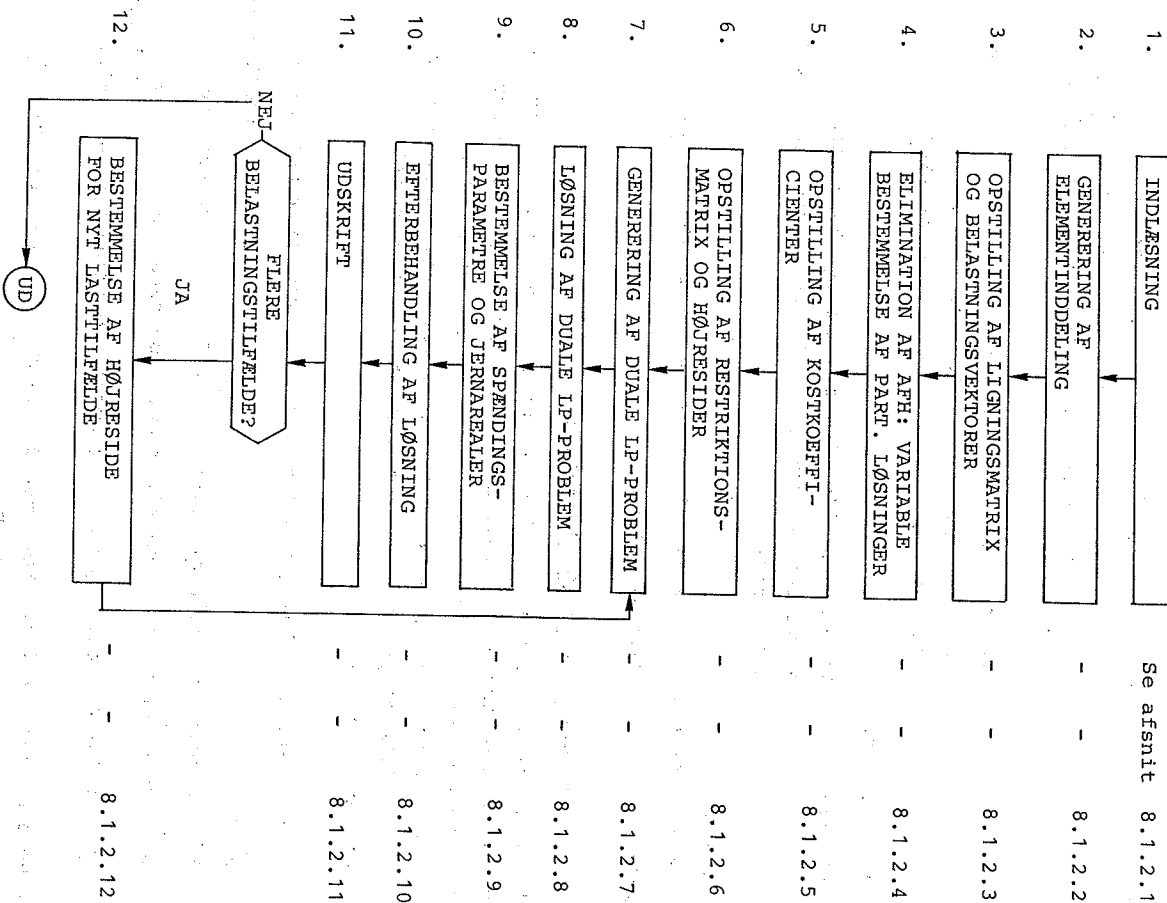 1. INDLÆSNING Se afsnit 8.1.2.1
2. GENERERING AF
ELEMENTINDDELING - - 8.1.2.2
3. OPSTILLING AF LIGNINGSMATRIX
OG BELASTNINGSVEKTORER - - 8.1.2.3
4. ELIMINATION AF AFH: VARIABLE
BESTEMMELSE AF PART. LØSNINGER - - 8.1.2.4
5. OPSTILLING AF KOSTKOEFFI-
CIENTER - - 8.1.2.5
6. OPSTILLING AF RESTRIKTIONS-
MATRIX OG HØJRESIDER - - 8.1.2.6
7. GENERERING AF DUALE LP-PROBLEM - - 8.1.2.7
8. LØSNING AF DUALE LP-PROBLEM - - 8.1.2.8
9. BESTEMMELSE AF SPÆNDINGS-
PARAMETRE OG JERNAREALER - - 8.1.2.9
10. EFTERBEHANDLING AF LØSNING - - 8.1.2.10
11. UDSKRIFT - - 8.1.2.11
FLERE
NEJ BELASTNINGSTILFÆLDE?
JA
12. BESTEMMELSE AF HØJRESIDE
FOR NYT LASTTILFÆLDE - - 8.1.2.12
UD